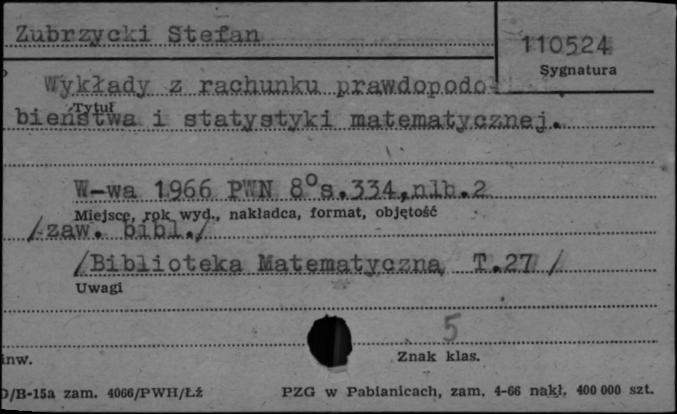 Zubrzycki Stefan
110524
Sygnatura
Wykłady z rachunku prawdopodo
Tytuł
bieństwa i statystyki matematycznej.
W-wa 1966 PWN 8°s.334,nlb.2
Miejsce, rok wyd., nakładca, format, objętość
/zaw. bibl./
/Biblioteka Matematyczna T.27 /
Uwagi
5
inw.
Znak klas.
D/B-15a zam. 4066/PWH/Łź
PZG w Pabianicach, zam. 4-66 nakł. 400 000 szt.